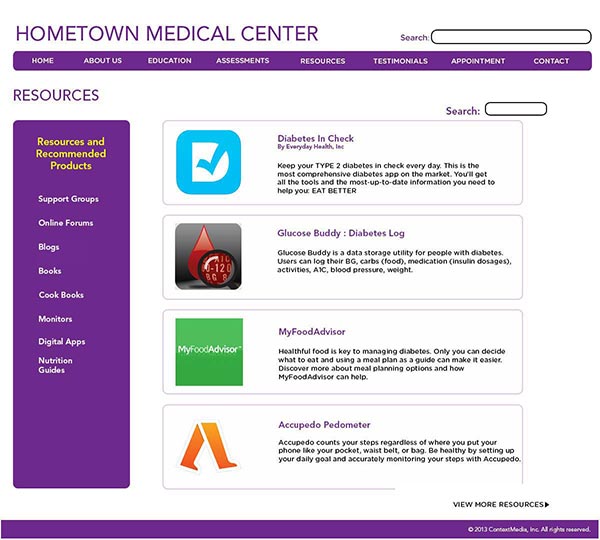 HOMETOWN MEDICAL CENTER
Search:
HOME ABOUT US EDUCATION ASSESSMENTS RESOURCES TESTIMONIALS APPOINTMENT CONTACT
RESOURCES
Search:
Resources and
Recommended
Products
Support Groups
Online Forums
Blogs
Books
Cook Books
Monitors
Digital Apps
Nutrition
Guides
Diabetes In Check
By Everyday Health, Inc
Keep your TYPE 2 diabetes in check every day. This is the
most comprehensive diabetes app on the market. You'll get
all the tools and the most-up-to-date information you need to
help you: EAT BETTER
Glucose Buddy : Diabetes Log
Glucose Buddy is a data storage utility for people with diabetes.
Users can log their BG, carbs (food), medication (insulin dosages),
activities, A1C, blood pressure, weight.
MyFoodAdvisor™
MyFoodAdvisor
Healthful food is key to managing diabetes. Only you can decide
what to eat and using a meal plan as a guide can make it easier.
Discover more about meal planning options and how
MyFoodAdvisor can help.
Accupedo Pedometer
Accupedo counts your steps regardless of where you put your
phone like your pocket, waist belt, or bag. Be healthy by setting up
your daily goal and accurately monitoring your steps with Accupedo.
VIEW MORE RESOURCES
© 2013 ContextMedia, Inc. All rights reserved.